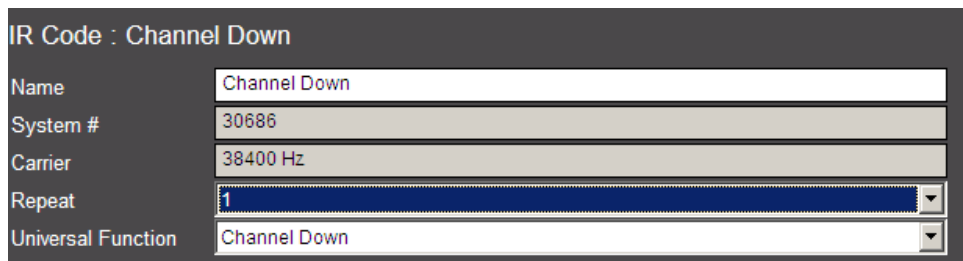 IR Code : Channel Down
Name Channel Down
System # 30686
Carrier 38400 Hz
Repeat 1
Universal Function Channel Down